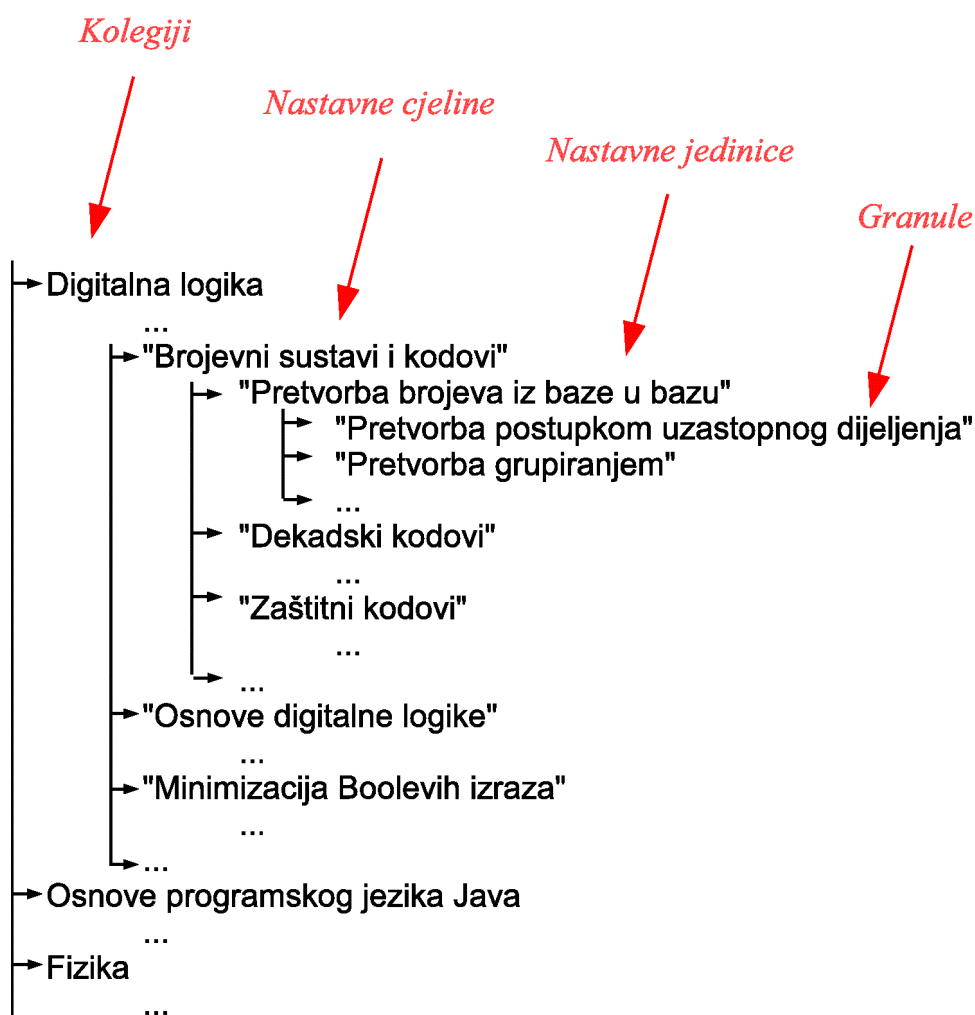 Kolegiji
Nastavne cjeline
Nastavne jedinice
Granule
Digitalna logika
...
"Brojevni sustavi i kodovi"
"Pretvorba brojeva iz baze u bazu"
"Pretvorba postupkom uzastopnog dijeljenja"
"Pretvorba grupiranjem"
...
"Dekadski kodovi"
...
"Zaštitni kodovi"
...
...
"Osnove digitalne logike"
...
"Minimizacija Boolevih izraza"
...
...
Osnove programskog jezika Java
...
Fizika
...